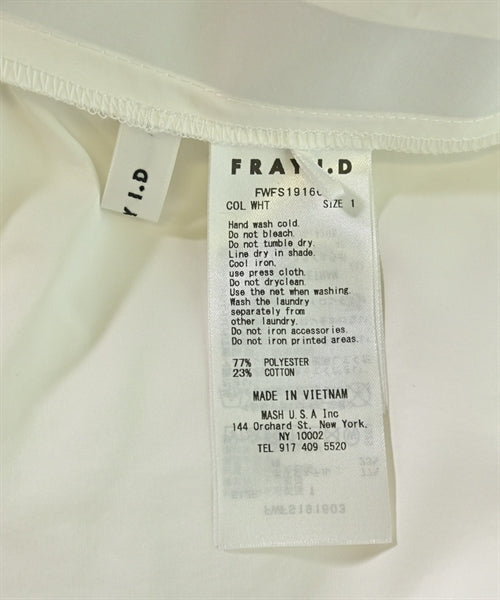 FRAY I.D
Y I.D
FWFS1916
COL WHT SIZE 1
Hand wash cold.
Do not bleach.
Do not tumble dry.
Line dry in shade.
Cool iron,
use press cloth.
Do not dryclean.
Use the net when washing.
Wash the laundry
separately from
other laundry.
Do not iron accessories.
Do not iron printed areas.
77% POLYESTER
23% COTTON
MADE IN VIETNAM
MASH U.S.A Inc
144 Orchard St, New York,
NY 10002
TEL 917 409 5520